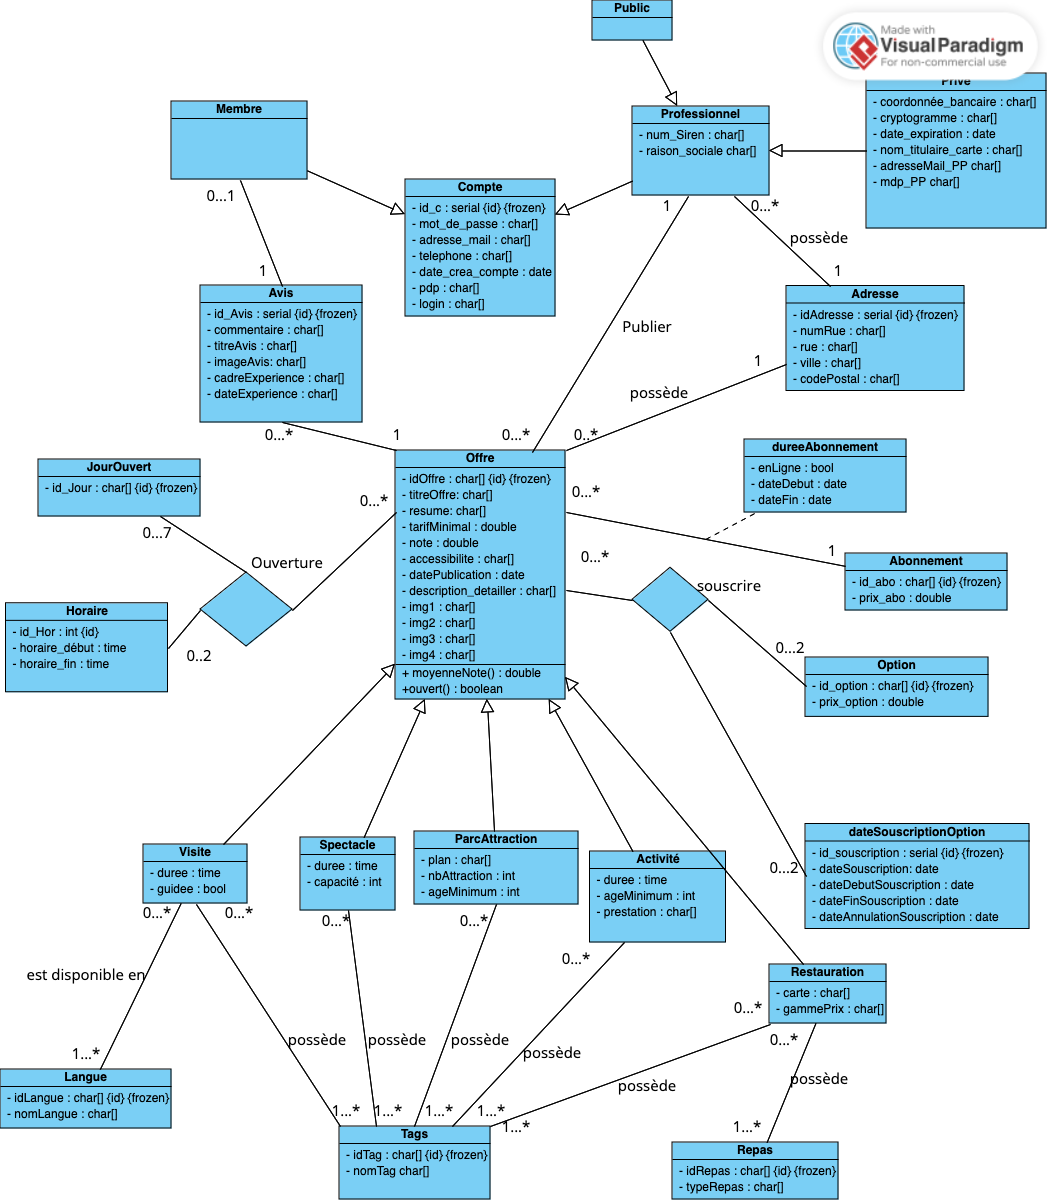 Public
Made with
VisualParadigm
For non-commercial use
Privé
- coordonnée_bancaire : char[]
- cryptogramme : char[]
- date_expiration : date
- nom_titulaire_carte : char[]
- adresseMail_PP char[]
- mdp_PP char[]
Membre
Professionnel
- num_Siren : char[]
- raison_sociale char[]
Compte
- id_c : serial {id} {frozen}
- mot_de_passe : char[]
- adresse_mail : char[]
- telephone : char[]
- date_crea_compte : date
- pdp : char[]
- login : char[]
0...1
1
1
0...*
possède
1
Avis
- id_Avis : serial {id} {frozen}
- commentaire : char[]
- titreAvis : char[]
- imageAvis: char[]
- cadreExperience : char[]
- dateExperience : char[]
Adresse
- idAdresse : serial {id} {frozen}
- numRue : char[]
- rue : char[]
- ville : char[]
- codePostal : char[]
Publier
1
possède
0...*
1
0...*
0..*
JourOuvert
- id_Jour : char[] {id} {frozen}
Offre
- idOffre : char[] {id} {frozen}
- titreOffre: char[]
- resume: char[]
- tarifMinimal : double
- note : double
- accessibilite : char[]
- datePublication : date
- description_detailler : char[]
- img1 : char[]
- img2 : char[]
- img3 : char[]
- img4 : char[]
+ moyenneNote() : double
+ouvert() : boolean
dureeAbonnement
- enLigne : bool
- dateDebut : date
- dateFin : date
0...*
0...*
0...7
Ouverture
0...*
1
Abonnement
- id_abo : char[] {id} {frozen}
- prix_abo : double
souscrire
Horaire
- id_Hor : int {id}
- horaire_début : time
- horaire_fin : time
0..2
0...2
Option
- id_option : char[] {id} {frozen}
- prix_option : double
Visite
- duree : time
- guidee : bool
Spectacle
- duree : time
- capacité : int
ParcAttraction
- plan : char[]
- nbAttraction : int
- ageMinimum : int
Activité
- duree : time
- ageMinimum : int
- prestation : char[]
0...2
dateSouscriptionOption
- id_souscription : serial {id} {frozen}
- dateSouscription: date
- dateDebutSouscription : date
- dateFinSouscription : date
- dateAnnulationSouscription : date
0...*
0...*
0...*
0...*
0...*
est disponible en
Restauration
- carte : char[]
- gammePrix : char[]
0...*
0...*
possède
possède
possède
possède
possède
possède
1...*
Langue
- idLangue : char[] {id} {frozen}
- nomLangue : char[]
1...*
1...*
1...*
1...*
1...*
1...*
Tags
- idTag : char[] {id} {frozen}
- nomTag char[]
Repas
- idRepas : char[] {id} {frozen}
- typeRepas : char[]